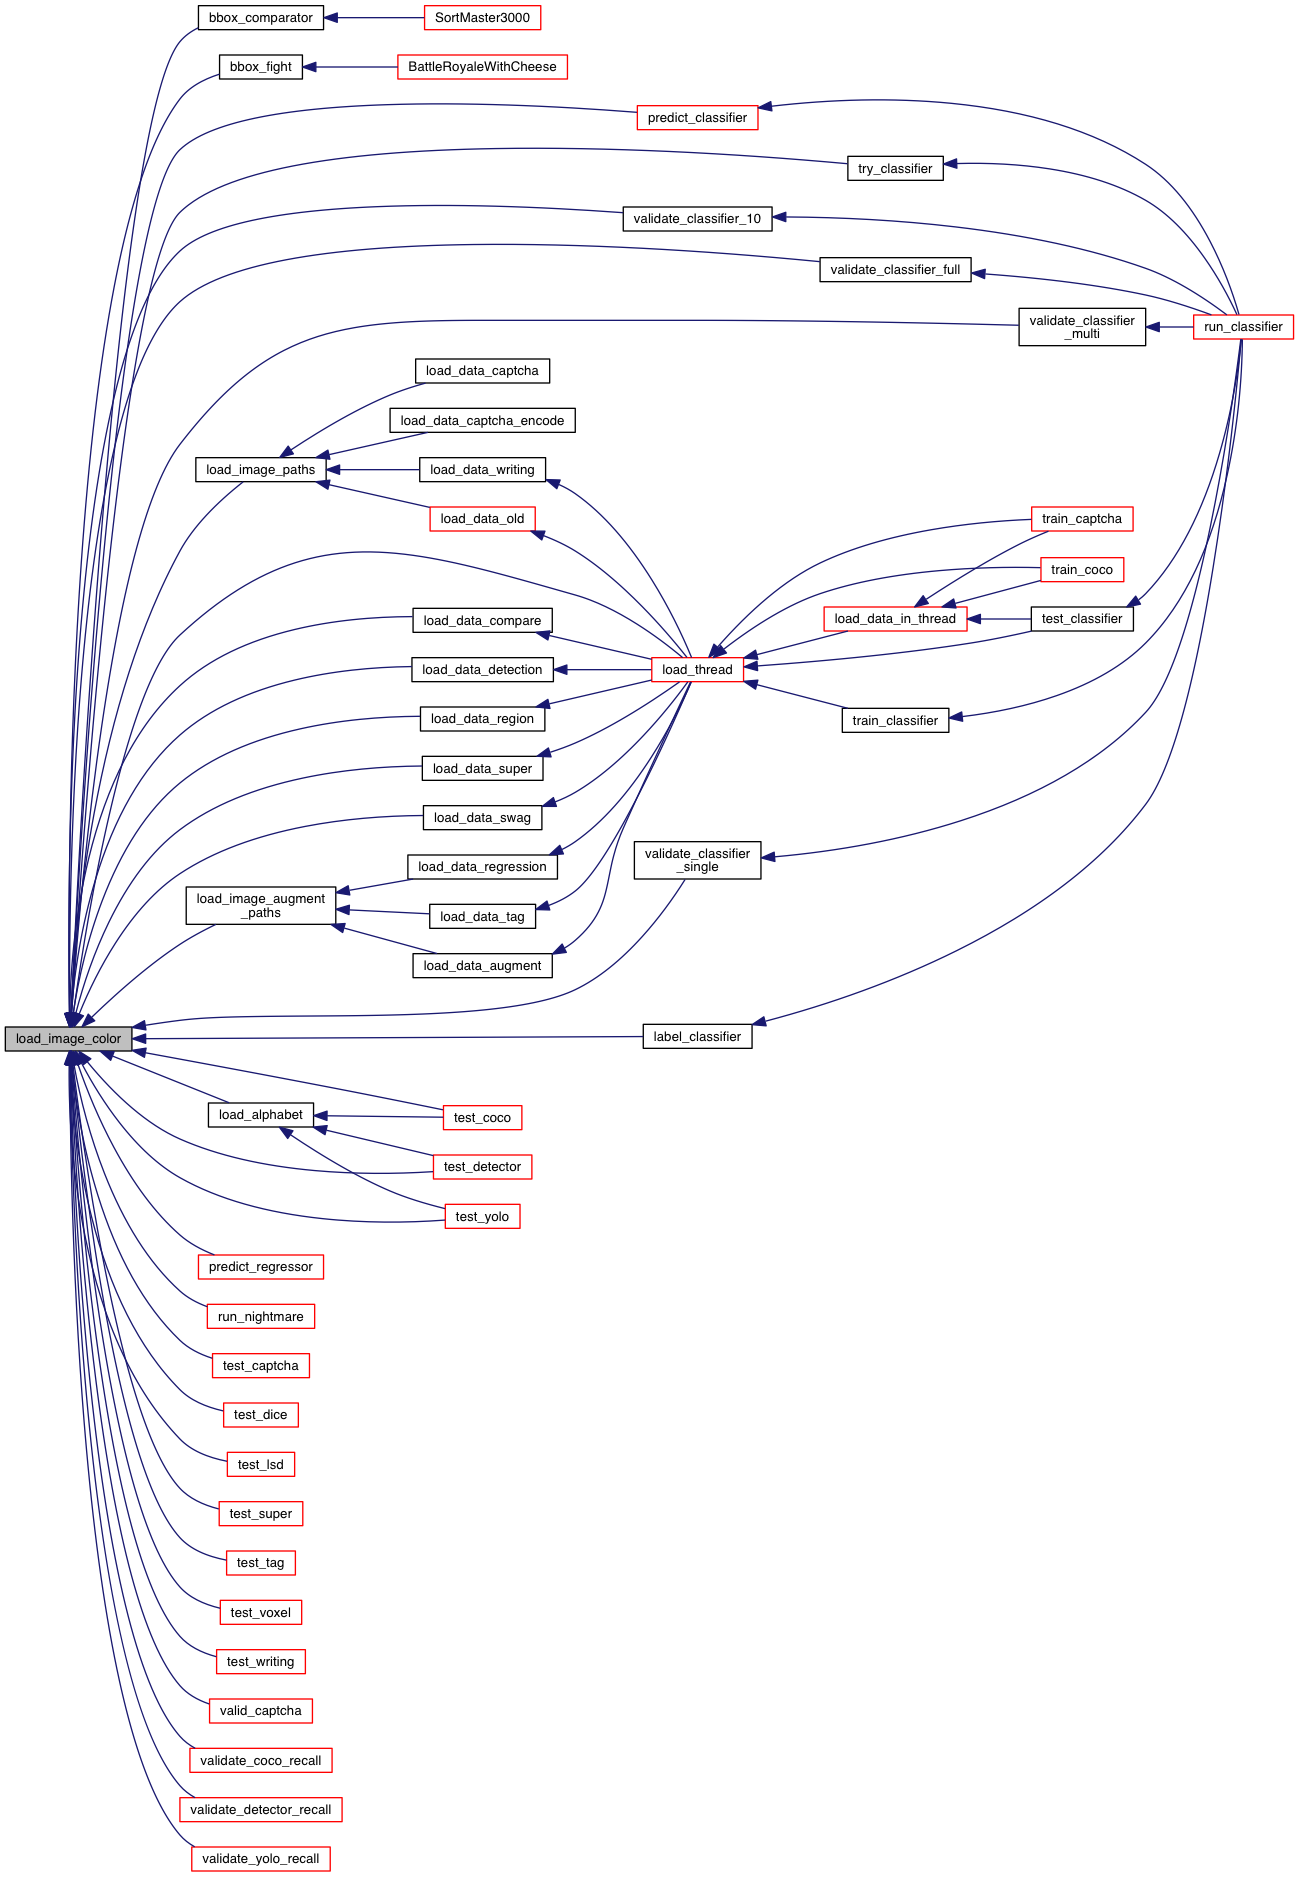 bbox_comparator
SortMaster3000
bbox_fight
BattleRoyaleWithCheese
predict_classifier
try_classifier
validate_classifier_10
validate_classifier_full
validate_classifier
_multi
run_classifier
load_data_captcha
load_data_captcha_encode
load_image_paths
load_data_writing
load_data_old
train_captcha
train_coco
load_data_compare
load_data_in_thread
test_classifier
load_data_detection
load_thread
load_data_region
train_classifier
load_data_super
load_data_swag
validate_classifier
_single
load_data_regression
load_image_augment
_paths
load_data_tag
load_data_augment
load_image_color
label_classifier
load_alphabet
test_coco
test_detector
test_yolo
predict_regressor
run_nightmare
test_captcha
test_dice
test_lsd
test_super
test_tag
test_voxel
test_writing
valid_captcha
validate_coco_recall
validate_detector_recall
validate_yolo_recall